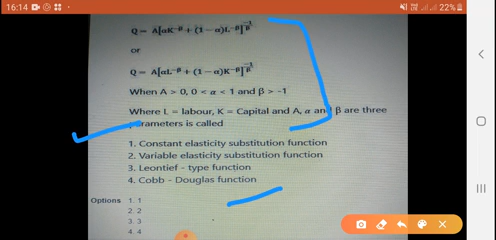 16:14
22%
Q = A[αK^-β + (1-α)L^-β]^-1/β
or
Q = A[αL^-β + (1-α)K^-β]^-1/β
When A > 0, 0 < α < 1 and β > -1
Where L = labour, K = Capital and A, α and β are three
parameters is called
1. Constant elasticity substitution function
2. Variable elasticity substitution function
3. Leontief - type function
4. Cobb - Douglas function
Options 1. 1
2. 2
3. 3
4. 4